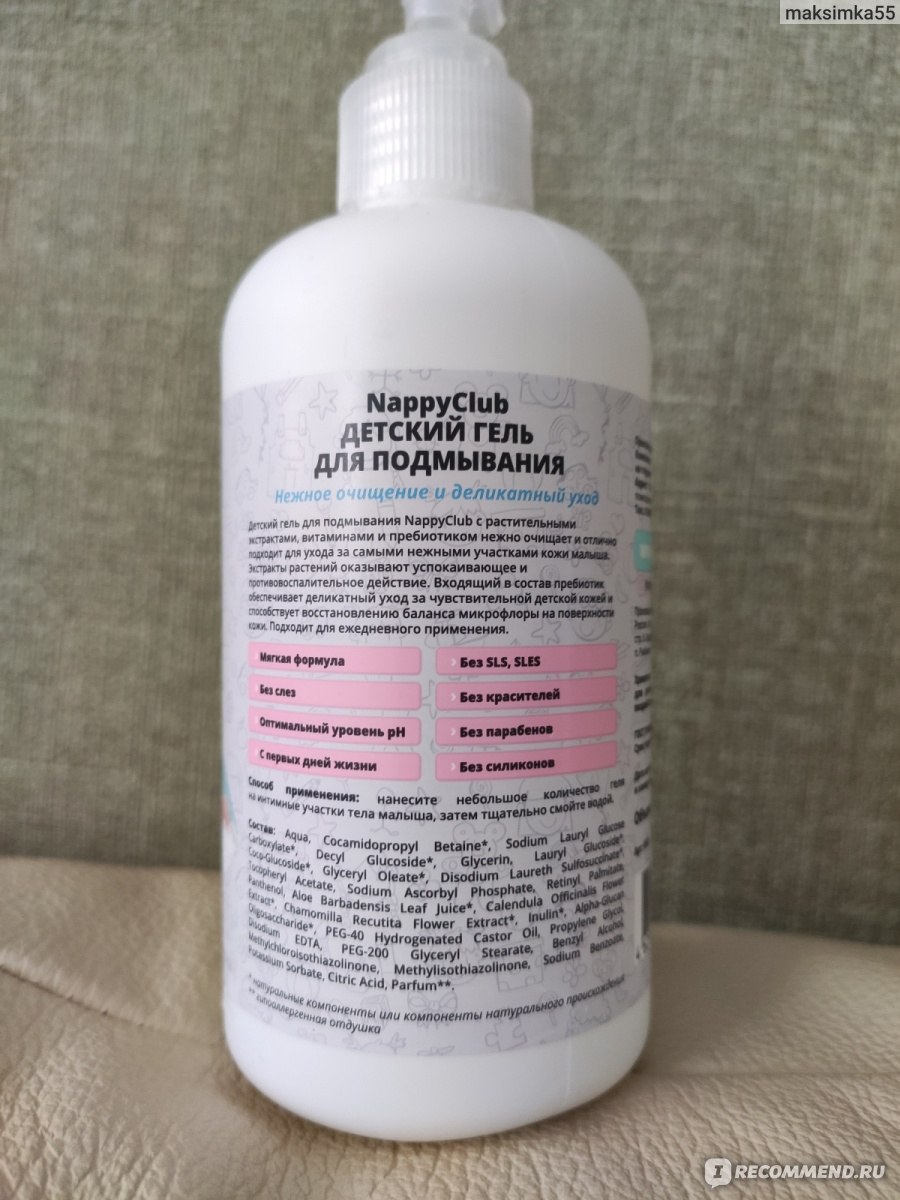 maksimka55
NappyClub
ДЕТСКИЙ ГЕЛЬ
ДЛЯ ПОДМЫВАНИЯ
Нежное очищение и деликатный уход
Детский гель для подмывания NappyClub с растительными
экстрактами, витаминами и пребиотиком нежно очищает и отлично
подходит для ухода за самыми нежными участками кожи малыша.
Экстракты растений оказывают успокаивающее и
противовоспалительное действие. Входящий в состав пребиотик
обеспечивает деликатный уход за чувствительной детской кожей и
способствует восстановлению баланса микрофлоры на поверхности
кожи. Подходит для ежедневного применения.
Мягкая формула
Без SLS, SLES
Без слез
Без красителей
Оптимальный уровень pH
Без парабенов
С первых дней жизни
Без силиконов
Способ применения: нанесите небольшое количество геля
на интимные участки тела малыша, затем тщательно смойте водой.
Состав: Aqua, Cocamidopropyl Betaine*, Sodium Lauryl Glucose
Carboxylate*, Decyl Glucoside*, Glycerin, Lauryl Glucoside*,
Coco-Glucoside*, Glyceryl Oleate*, Disodium Laureth Sulfosuccinate*,
Tocopheryl Acetate, Sodium Ascorbyl Phosphate, Retinyl Palmitate,
Panthenol, Aloe Barbadensis Leaf Juice*, Calendula Officinalis Flower
Extract*, Chamomilla Recutita Flower Extract*, Inulin*, Alpha-Glucan
Oligosaccharide*, PEG-40 Hydrogenated Castor Oil, Propylene Glycol,
Disodium EDTA, PEG-200 Glyceryl Stearate, Benzyl Alcohol,
Methylchloroisothiazolinone, Methylisothiazolinone, Sodium Benzoate,
Potassium Sorbate, Citric Acid, Parfum**.
* натуральные компоненты или компоненты натурального происхождения
** гипоаллергенная отдушка
IRECOMMEND.RU